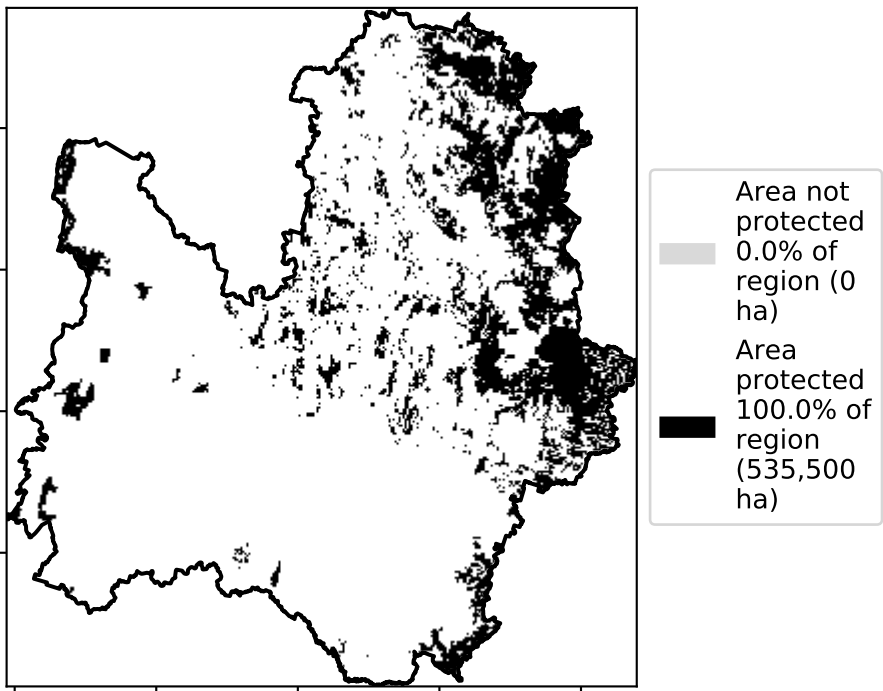 Area not
protected
0.0% of
region (0
ha)
Area
protected
100.0% of
region
(535,500
ha)